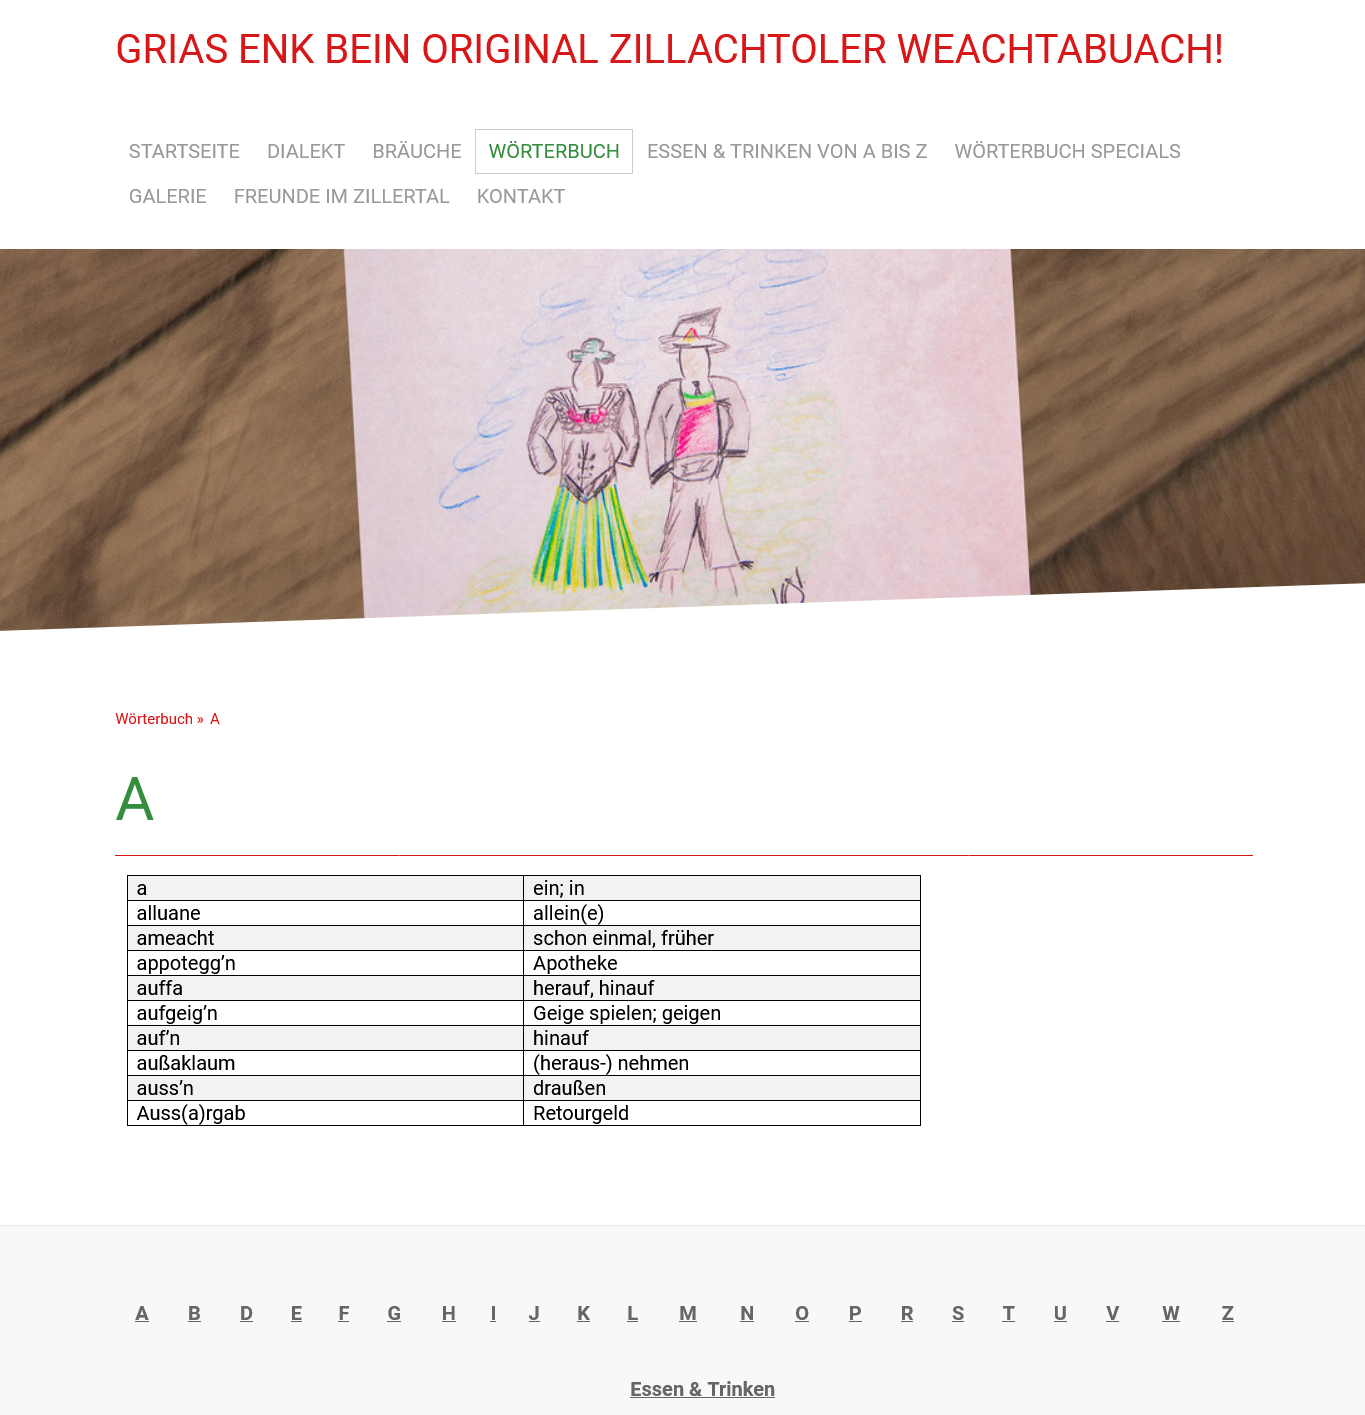 GRIAS ENK BEIN ORIGINAL ZILLACHTOLER WEACHTABUACH!
STARTSEITE DIALEKT BRÄUCHE WÖRTERBUCH ESSEN & TRINKEN VON A BIS Z WÖRTERBUCH SPECIALS
GALERIE FREUNDE IM ZILLERTAL KONTAKT
Wörterbuch » A
A
a ein; in
alluane allein(e)
ameacht schon einmal, früher
appotegg’n Apotheke
auffa herauf, hinauf
aufgeig’n Geige spielen; geigen
auf’n hinauf
außaklaum (heraus-) nehmen
auss’n draußen
Auss(a)rgab Retourgeld
A B D E F G H I J K L M N O P R S T U V W Z
Essen & Trinken